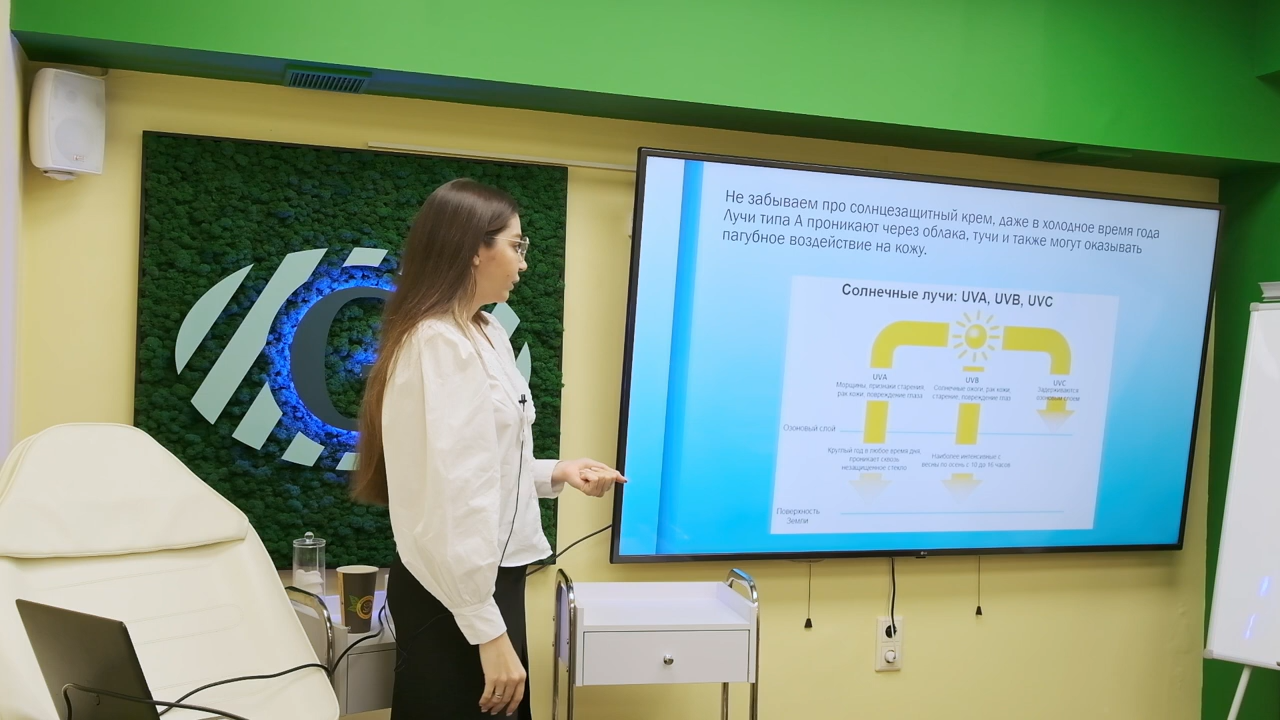 Не забываем про солнцезащитный крем, даже в холодное время года
Лучи типа А проникают через облака, тучи и также могут оказывать
пагубное воздействие на кожу.
Солнечные лучи: UVA, UVB, UVC
UVA
Морщины, признаки старения
рак кожи, повреждение глаза
UVB
Солнечные ожоги, рак кожи,
старение, повреждение глаз
UVC
Задерживаются
озоновым слоем
Озоновый слой
Круглый год в любое время дня,
проникает сквозь
незащищенное стекло
Наиболее интенсивные с
весны по осень с 10 до 16 часов
Поверхность
Земли
LG